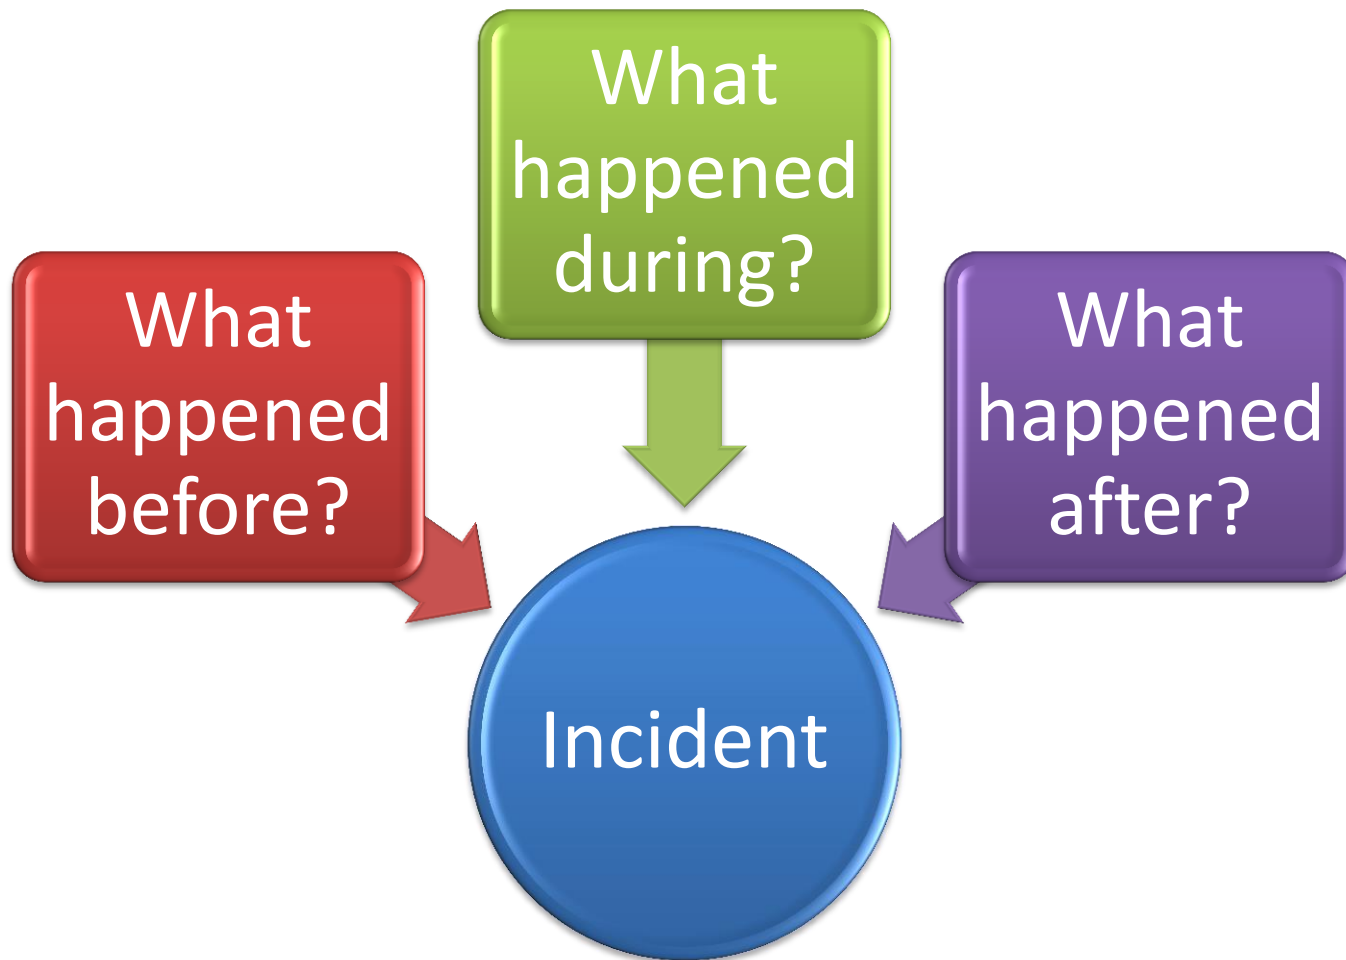 What
happened
before?
What
happened
during?
What
happened
after?
Incident